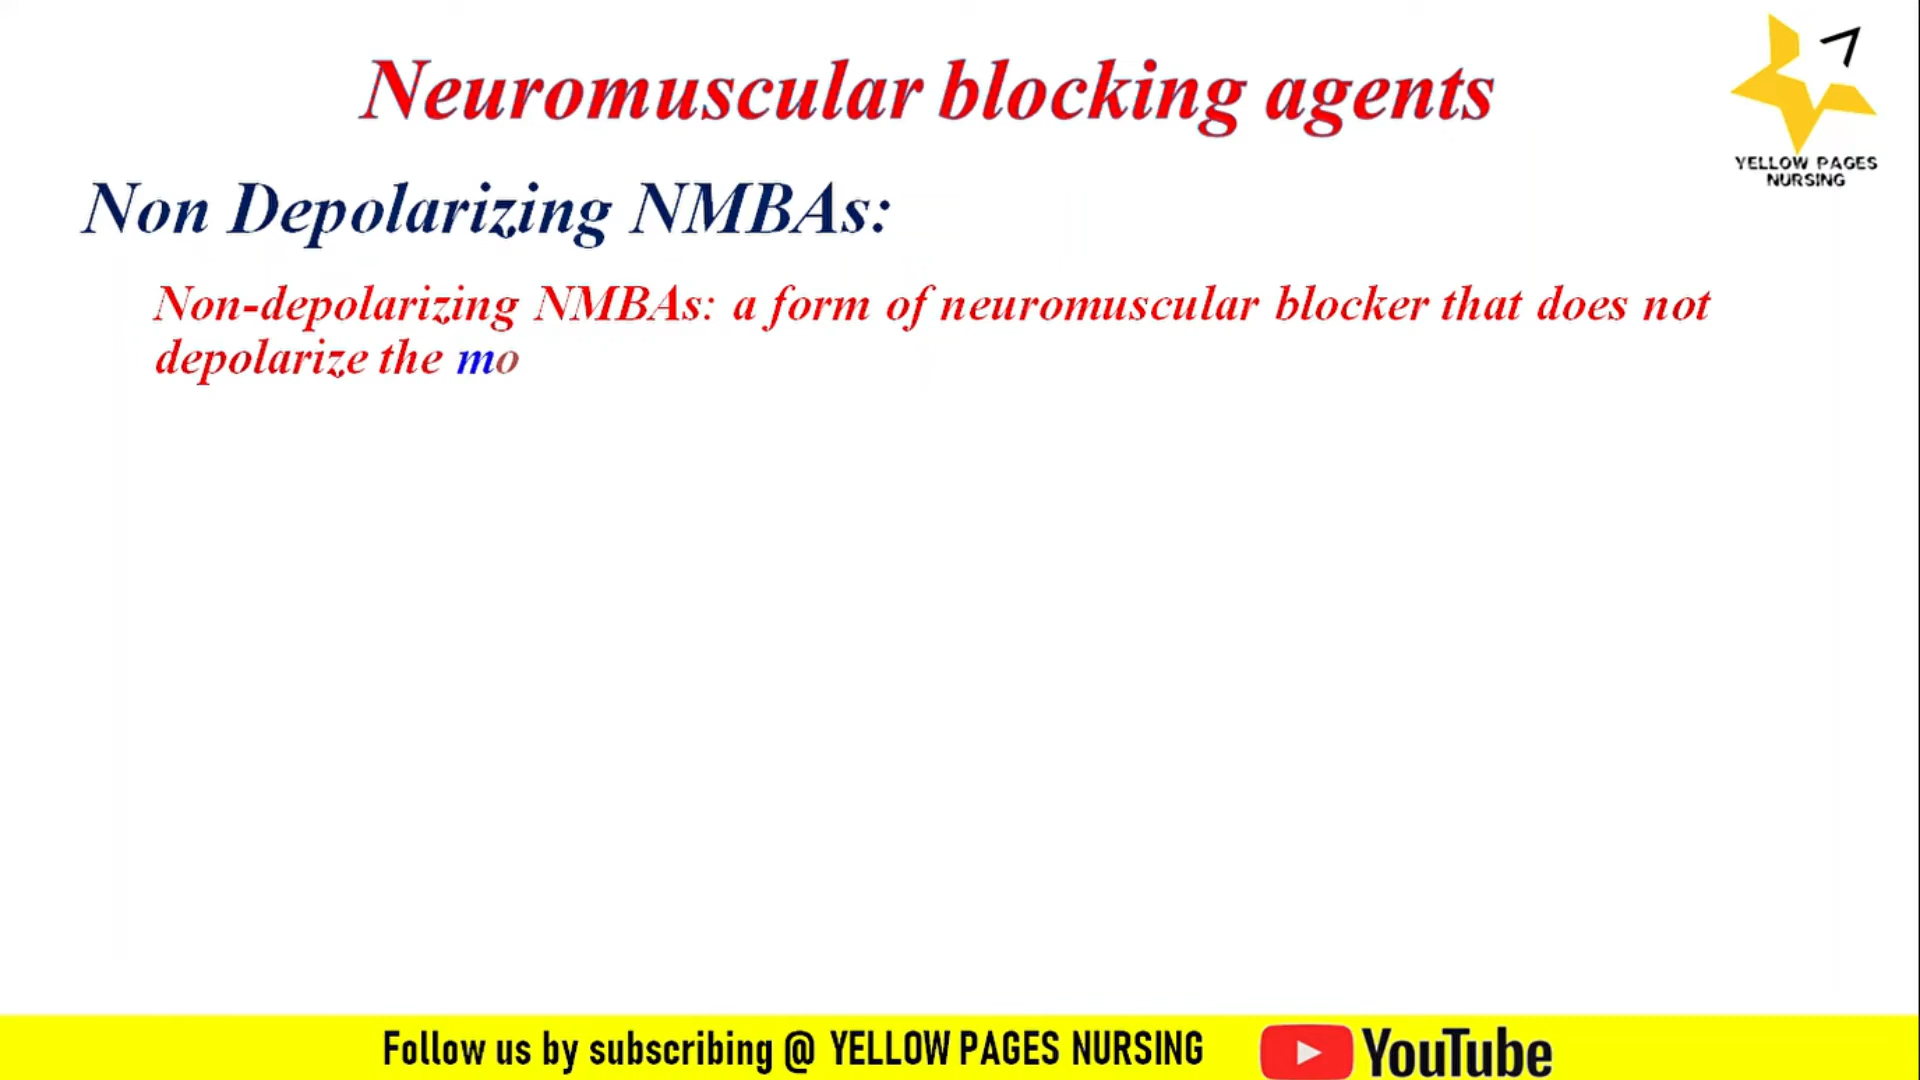 Neuromuscular blocking agents
YELLOW PAGES
NURSING
Non Depolarizing NMBAs:
Non-depolarizing NMBAs: a form of neuromuscular blocker that does not
depolarize the mo
Follow us by subscribing @ YELLOW PAGES NURSING YouTube